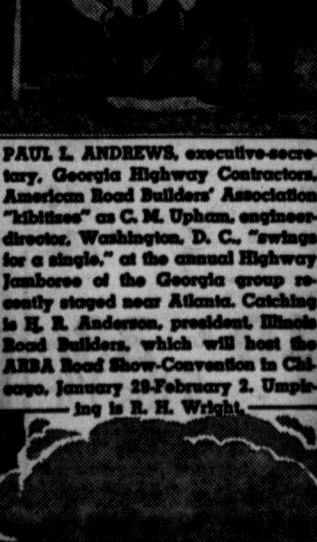 PAUL L. ANDREWS, executive-secre-
tary, Georgia Highway Contractors,
American Road Builders' Association
"kibitizes" as C. M. Upham, engineer-
director, Washington, D. C., "swings
for a single," at the annual Highway
Jamboree of the Georgia group re-
cently staged near Atlanta. Catching
is H. R. Anderson, president, Illinois
Road Builders, which will host the
ARBA Road Show-Convention in Chi-
cago, January 28-February 2. Umpir-
ing is R. H. Wright.